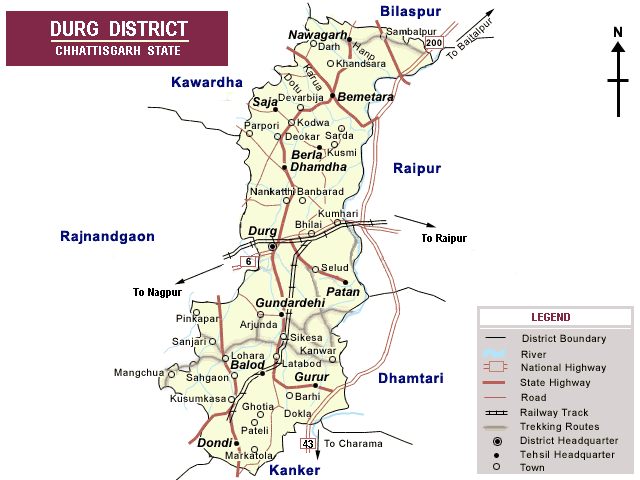 DURG DISTRICT
CHHATTISGARH STATE
Bilaspur
Sambalpur
200
To Baitalpur
N
Nawagarh
Darh
Hanp
Khandsara
Kawardha
Karua
Dotu
Devarbija
Bemetara
Saja
Parpori
Kodwa
Deokar
Sarda
Berla
Kusmi
Dhamdha
Raipur
Nankatthi
Banbarad
Kumhari
Bhilai
Rajnandgaon
Durg
To Raipur
6
Selud
To Nagpur
Patan
Gundardehi
Pinkapar
Arjunda
Sanjari
Sikesa
Lohara
Kanwar
Latabod
Mangchua
Balod
Sahgaon
Gurur
Dhamtari
Kusumkasa
Barhi
Ghotia
Dokla
Pateli
Dondi
43
To Charama
Markatola
Kanker
LEGEND
District Boundary
River
National Highway
State Highway
Road
Railway Track
Trekking Routes
District Headquarter
Tehsil Headquarter
Town